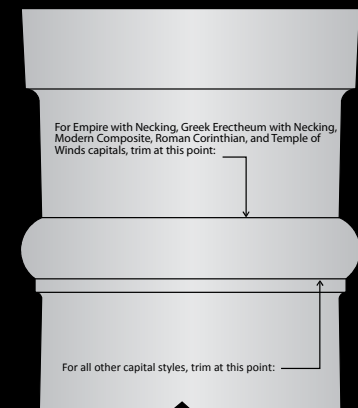 For Empire with Necking, Greek Erectheum with Necking,
Modern Composite, Roman Corinthian, and Temple of
Winds capitals, trim at this point:
For all other capital styles, trim at this point: